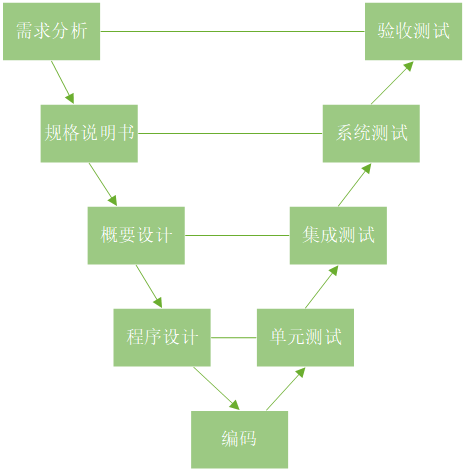 需求分析
验收测试
规格说明书
系统测试
概要设计
集成测试
程序设计
单元测试
编码